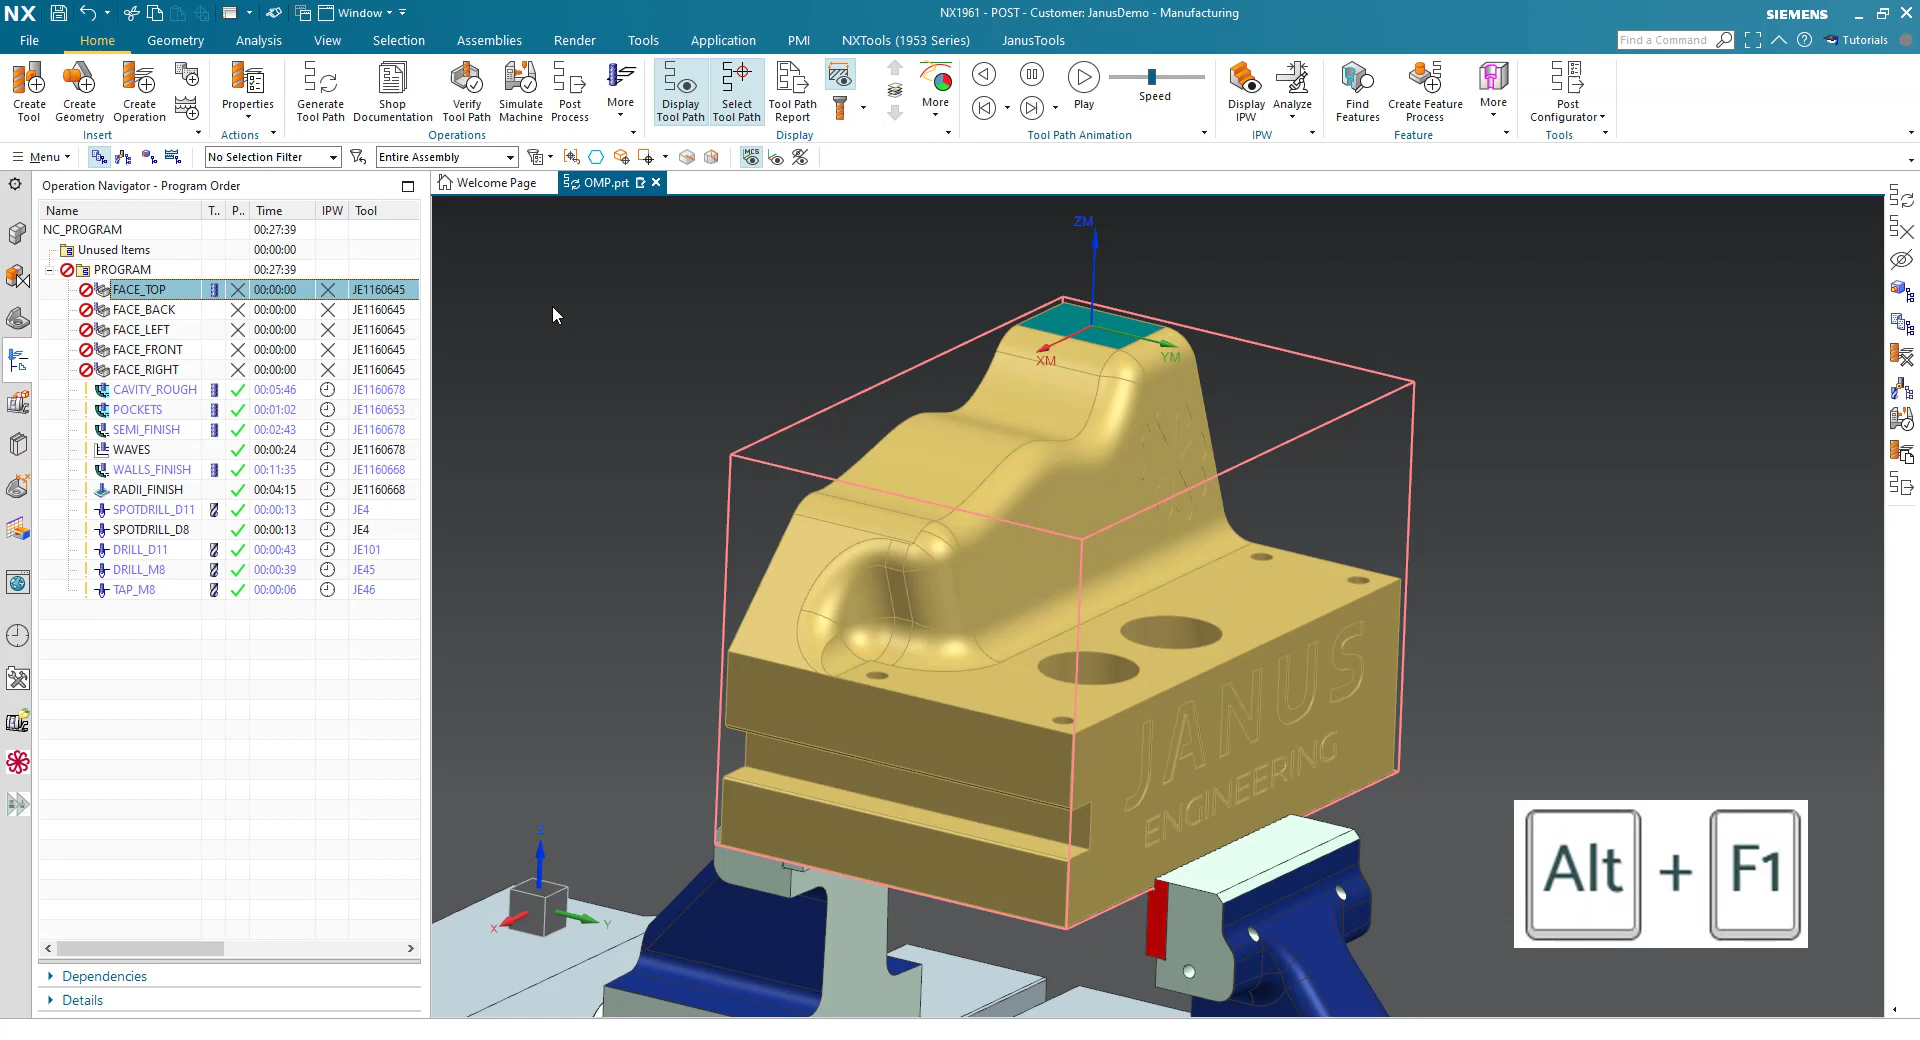 NX
Window
NX1961 - POST - Customer: JanusDemo - Manufacturing
SIEMENS
File Home Geometry Analysis View Selection Assemblies Render Tools Application PMI NXTools (1953 Series) JanusTools
Find a Command
Tutorials
Create Tool
Create Geometry
Create Operation
Insert
Properties
Actions
Generate Tool Path
Shop Documentation
Verify Tool Path
Simulate Machine
Post Process
More
Operations
Display Tool Path
Select Tool Path
Tool Path Report
More
Display
Play
Speed
Tool Path Animation
Display IPW
Analyze
IPW
Find Features
Create Feature Process
More
Feature
Post Configurator
Tools
Menu
No Selection Filter
Entire Assembly
MCS
Operation Navigator - Program Order
Welcome Page
OMP.prt
Name T.. P.. Time IPW Tool
NC_PROGRAM 00:27:39
Unused Items 00:00:00
PROGRAM 00:27:39
FACE_TOP 00:00:00 JE1160645
FACE_BACK 00:00:00 JE1160645
FACE_LEFT 00:00:00 JE1160645
FACE_FRONT 00:00:00 JE1160645
FACE_RIGHT 00:00:00 JE1160645
CAVITY_ROUGH 00:05:46 JE1160678
POCKETS 00:01:02 JE1160653
SEMI_FINISH 00:02:43 JE1160678
WAVES 00:00:24 JE1160678
WALLS_FINISH 00:11:35 JE1160668
RADII_FINISH 00:04:15 JE1160668
SPOTDRILL_D11 00:00:13 JE4
SPOTDRILL_D8 00:00:13 JE4
DRILL_D11 00:00:43 JE101
DRILL_M8 00:00:39 JE45
TAP_M8 00:00:06 JE46
Dependencies
Details
ZM
XM
YM
JANUS
ENGINEERING
Z
X
Y
Alt + F1